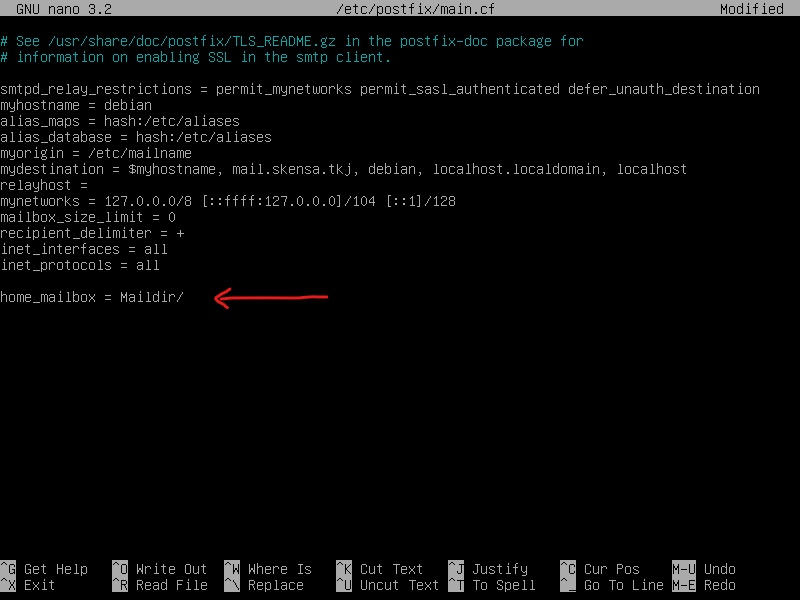 GNU nano 3.2 /etc/postfix/main.cf Modified
# See /usr/share/doc/postfix/TLS_README.gz in the postfix-doc package for
# information on enabling SSL in the smtp client.
smtpd_relay_restrictions = permit_mynetworks permit_sasl_authenticated defer_unauth_destination
myhostname = debian
alias_maps = hash:/etc/aliases
alias_database = hash:/etc/aliases
myorigin = /etc/mailname
mydestination = $myhostname, mail.skensa.tkj, debian, localhost.localdomain, localhost
relayhost =
mynetworks = 127.0.0.0/8 [::ffff:127.0.0.0]/104 [::1]/128
mailbox_size_limit = 0
recipient_delimiter = +
inet_interfaces = all
inet_protocols = all
home_mailbox = Maildir/
^G Get Help ^O Write Out ^W Where Is ^K Cut Text ^J Justify ^C Cur Pos M-U Undo
^X Exit ^R Read File ^\ Replace ^U Uncut Text ^T To Spell ^_ Go To Line M-E Redo